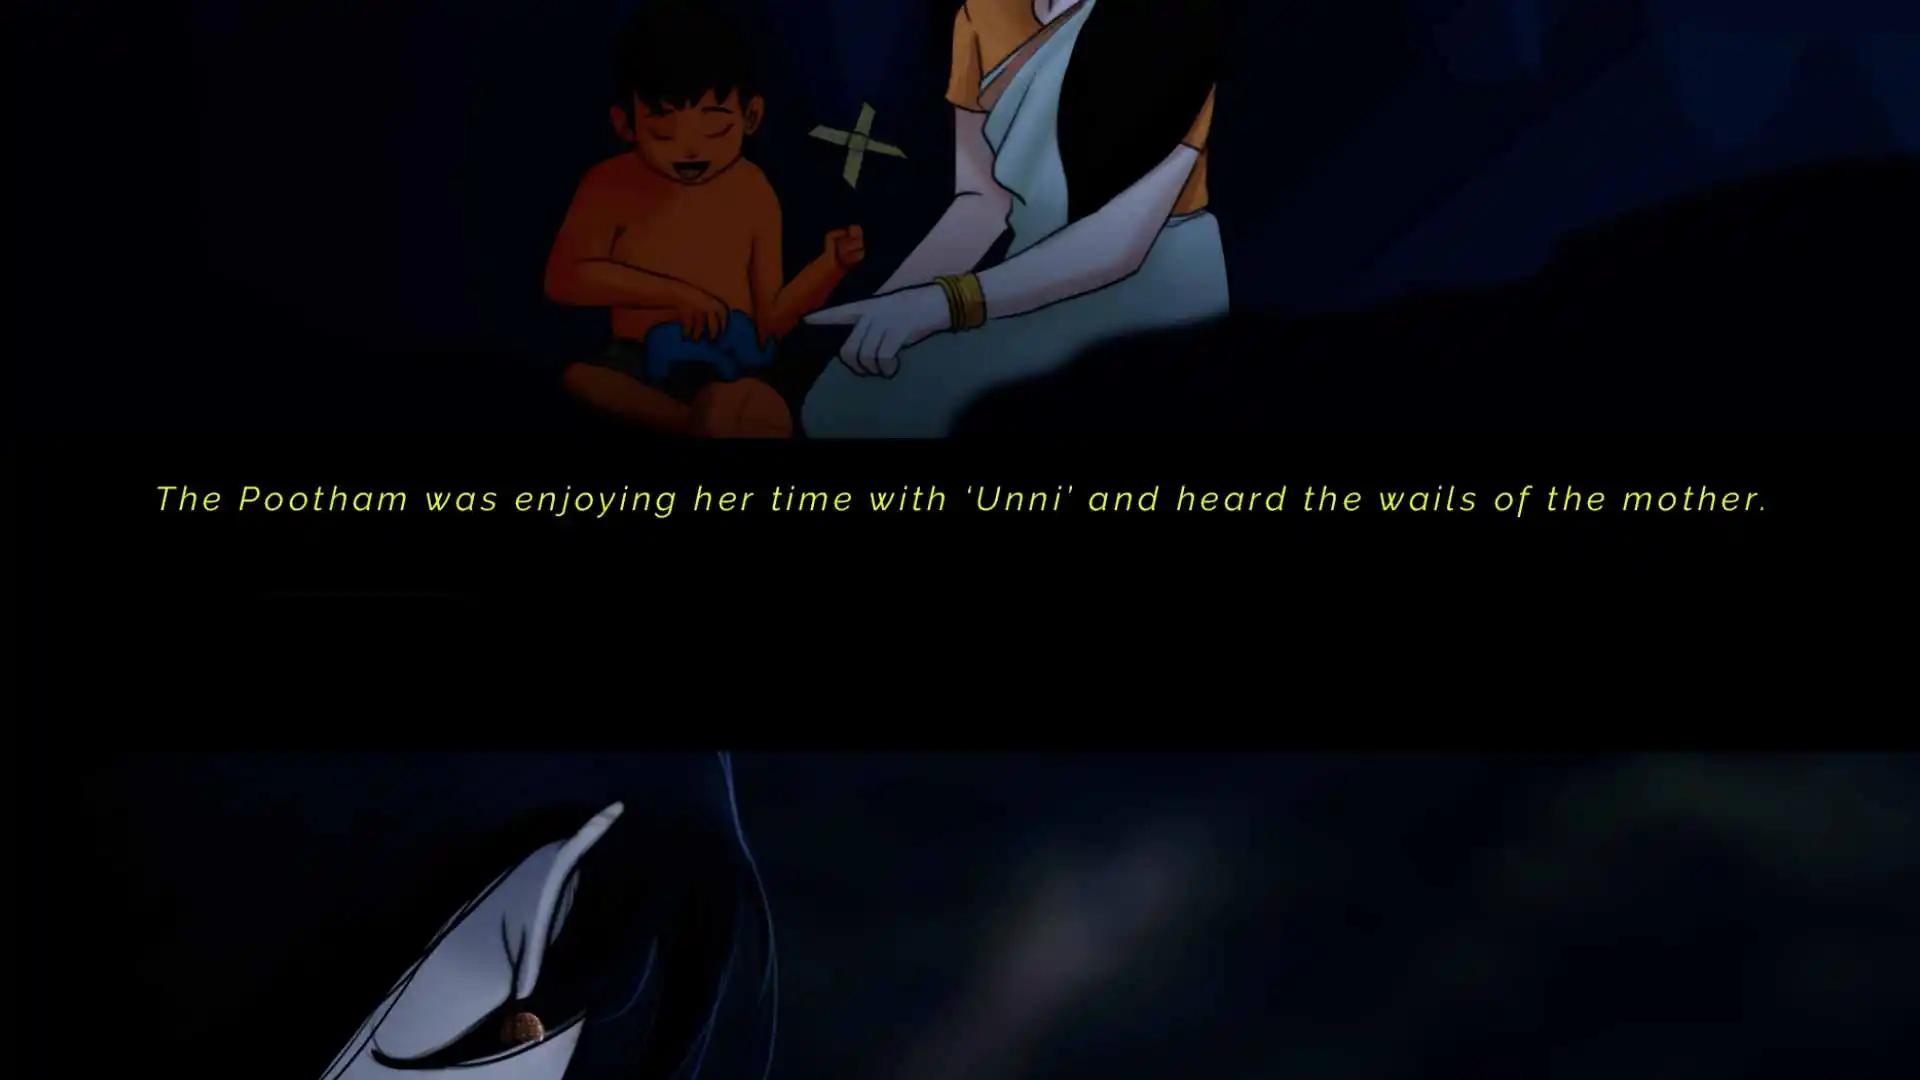 The Pootham was enjoying her time with ‘Unni’ and heard the wails of the mother.